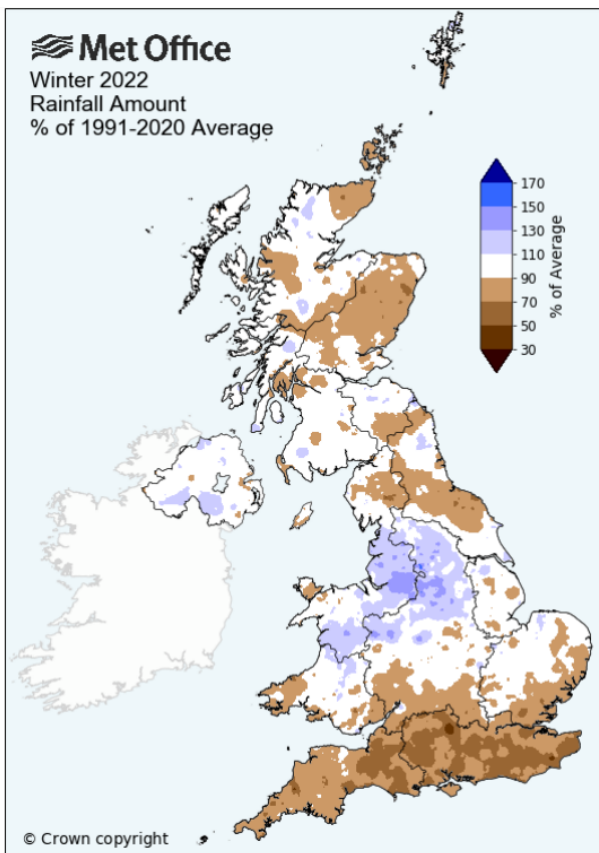 Met Office
Winter 2022
Rainfall Amount
% of 1991-2020 Average
170
150
130
110
90
70
50
30
% of Average
© Crown copyright